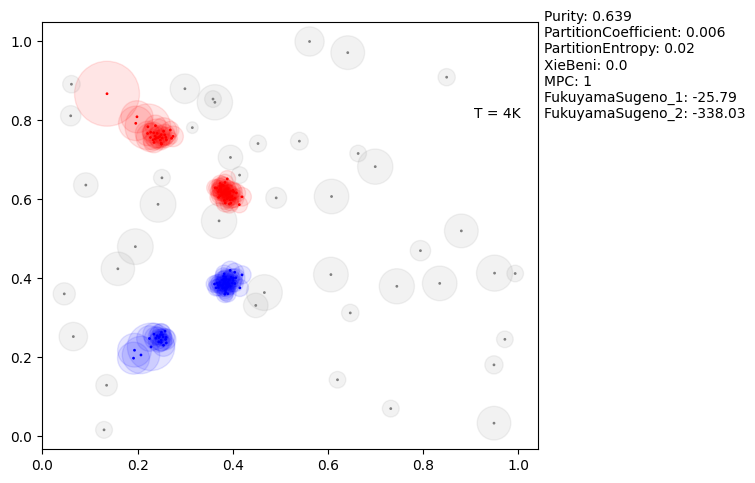 Purity: 0.639
PartitionCoefficient: 0.006
PartitionEntropy: 0.02
XieBeni: 0.0
MPC: 1
FukuyamaSugeno_1: -25.79
FukuyamaSugeno_2: -338.03
T = 4K
1.0
0.8
0.6
0.4
0.2
0.0
0.0 0.2 0.4 0.6 0.8 1.0